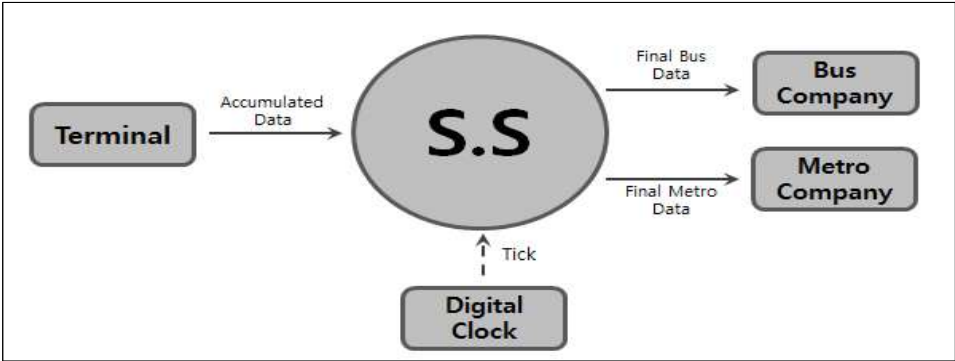 Terminal
Accumulated
Data
S.S
Final Bus
Data
Bus
Company
Final Metro
Data
Metro
Company
Tick
Digital
Clock